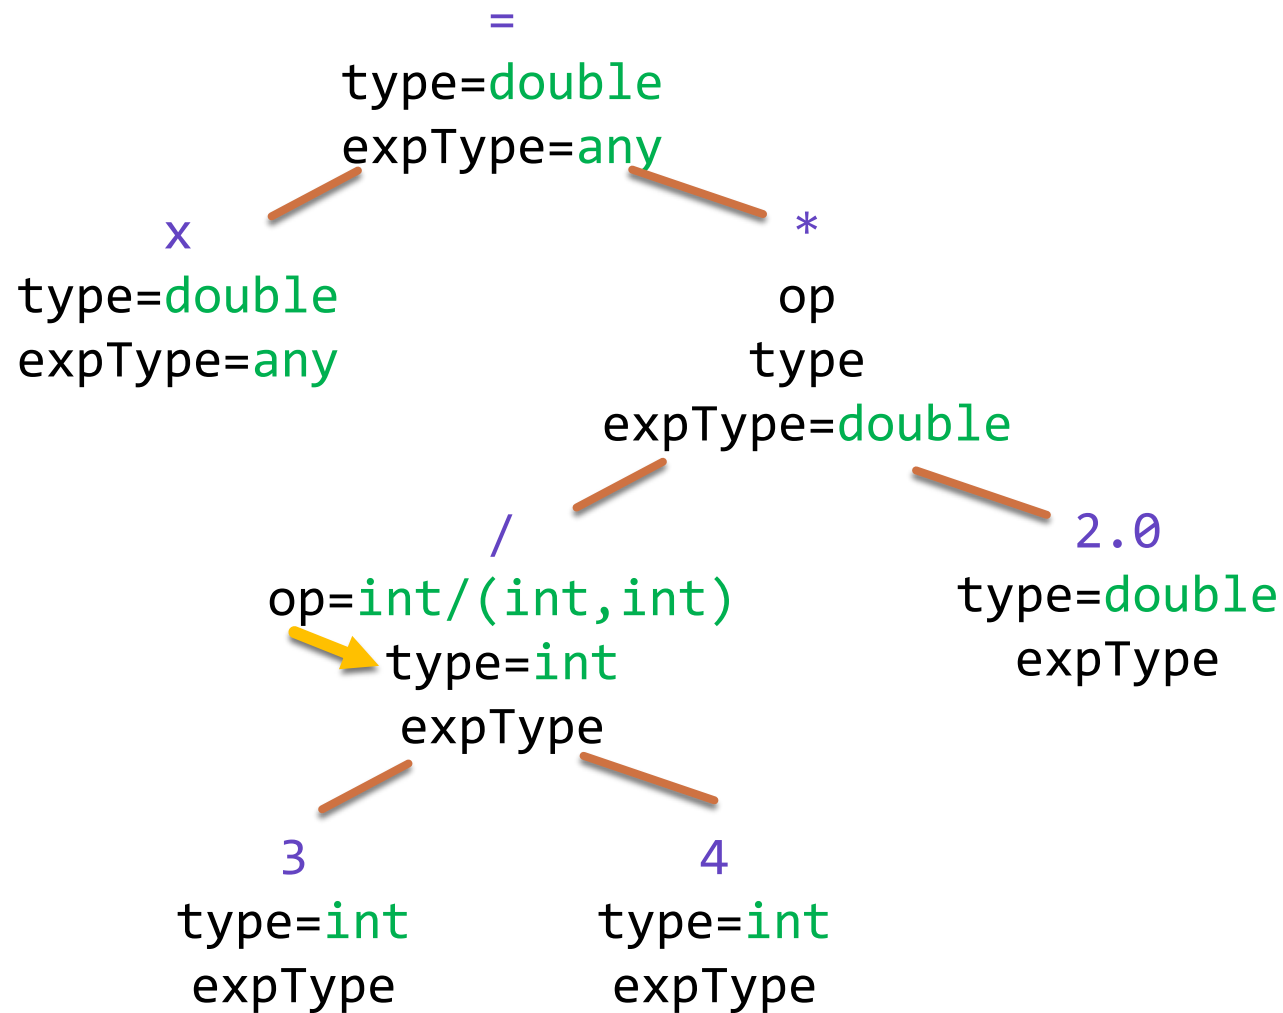 =
type=double
expType=any
x
type=double
expType=any
*
op
type
expType=double
/
op=int/(int,int)
type=int
expType
2.0
type=double
expType
3
type=int
expType
4
type=int
expType